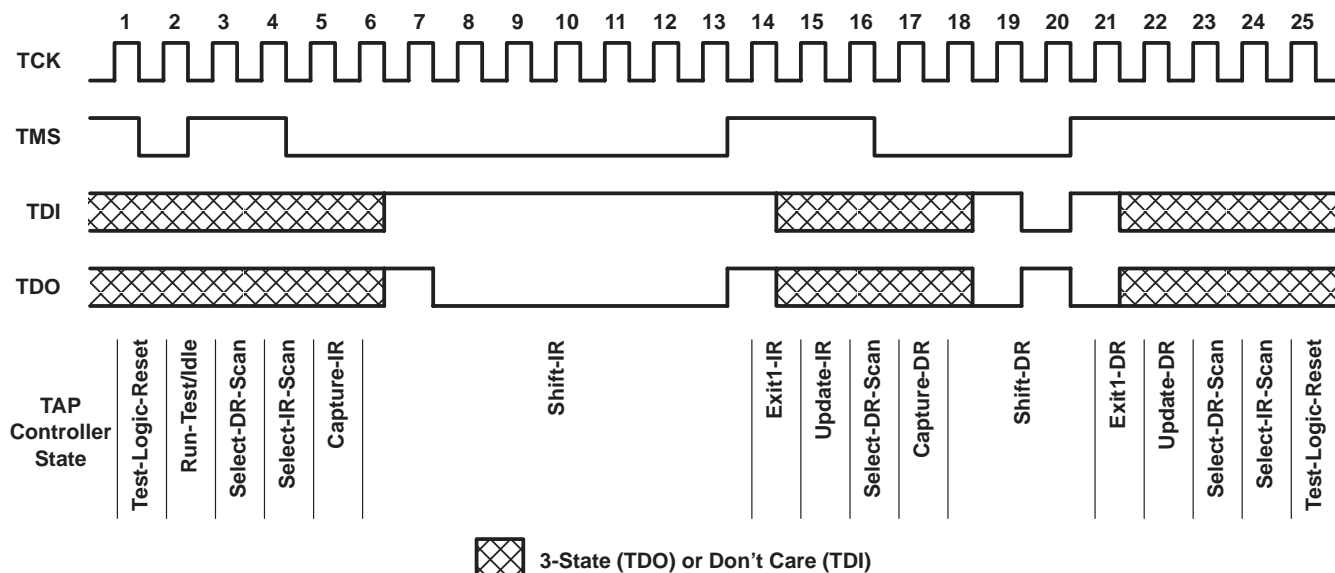 1 2 3 4 5 6 7 8 9 10 11 12 13 14 15 16 17 18 19 20 21 22 23 24 25
TCK
TMS
TDI
TDO
TAP
Controller
State
Test-Logic-Reset
Run-Test/Idle
Select-DR-Scan
Select-IR-Scan
Capture-IR
Shift-IR
Exit1-IR
Update-IR
Select-DR-Scan
Capture-DR
Shift-DR
Exit1-DR
Update-DR
Select-DR-Scan
Select-IR-Scan
Test-Logic-Reset
3-State (TDO) or Don't Care (TDI)